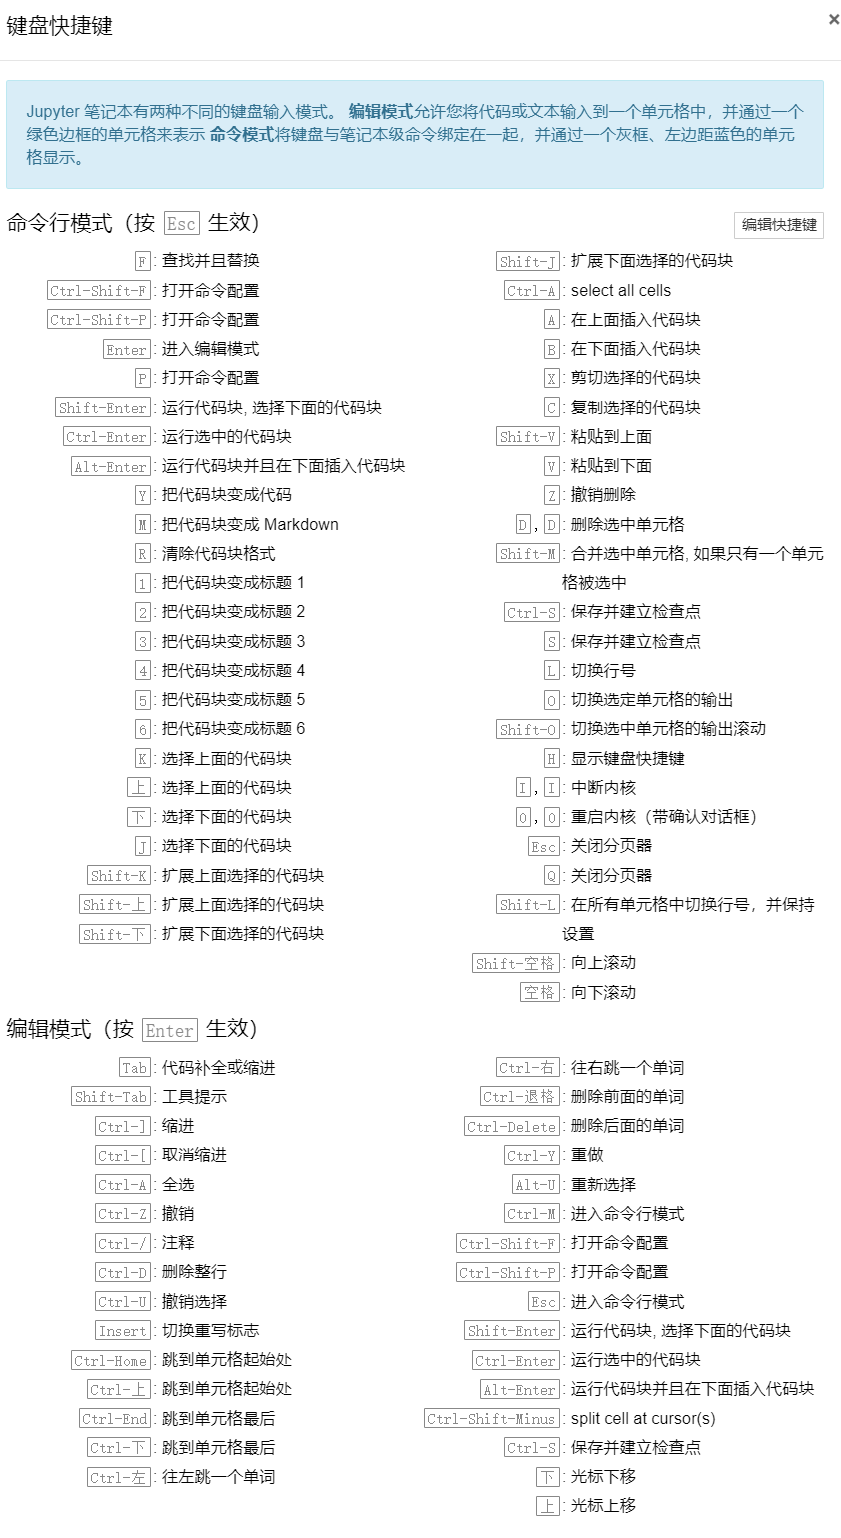 键盘快捷键
×
Jupyter 笔记本有两种不同的键盘输入模式。 编辑模式允许您将代码或文本输入到一个单元格中，并通过一个
绿色边框的单元格来表示 命令模式将键盘与笔记本级命令绑定在一起，并通过一个灰框、左边距蓝色的单元
格显示。
命令行模式（按 Esc 生效）
编辑快捷键
F : 查找并且替换
Ctrl-Shift-F : 打开命令配置
Ctrl-Shift-P : 打开命令配置
Enter : 进入编辑模式
P : 打开命令配置
Shift-Enter : 运行代码块, 选择下面的代码块
Ctrl-Enter : 运行选中的代码块
Alt-Enter : 运行代码块并且在下面插入代码块
Y : 把代码块变成代码
M : 把代码块变成 Markdown
R : 清除代码块格式
1 : 把代码块变成标题 1
2 : 把代码块变成标题 2
3 : 把代码块变成标题 3
4 : 把代码块变成标题 4
5 : 把代码块变成标题 5
6 : 把代码块变成标题 6
K : 选择上面的代码块
上 : 选择上面的代码块
下 : 选择下面的代码块
J : 选择下面的代码块
Shift-K : 扩展上面选择的代码块
Shift-上 : 扩展上面选择的代码块
Shift-下 : 扩展下面选择的代码块
Shift-J : 扩展下面选择的代码块
Ctrl-A : select all cells
A : 在上面插入代码块
B : 在下面插入代码块
X : 剪切选择的代码块
C : 复制选择的代码块
Shift-V : 粘贴到上面
V : 粘贴到下面
Z : 撤销删除
D , D : 删除选中单元格
Shift-M : 合并选中单元格, 如果只有一个单元
格被选中
Ctrl-S : 保存并建立检查点
S : 保存并建立检查点
L : 切换行号
O : 切换选定单元格的输出
Shift-O : 切换选中单元格的输出滚动
H : 显示键盘快捷键
I , I : 中断内核
0 , 0 : 重启内核（带确认对话框）
Esc : 关闭分页器
Q : 关闭分页器
Shift-L : 在所有单元格中切换行号，并保持
设置
Shift-空格 : 向上滚动
空格 : 向下滚动
编辑模式（按 Enter 生效）
Tab : 代码补全或缩进
Shift-Tab : 工具提示
Ctrl-] : 缩进
Ctrl-[ : 取消缩进
Ctrl-A : 全选
Ctrl-Z : 撤销
Ctrl-/ : 注释
Ctrl-D : 删除整行
Ctrl-U : 撤销选择
Insert : 切换重写标志
Ctrl-Home : 跳到单元格起始处
Ctrl-上 : 跳到单元格起始处
Ctrl-End : 跳到单元格最后
Ctrl-下 : 跳到单元格最后
Ctrl-左 : 往左跳一个单词
Ctrl-右 : 往右跳一个单词
Ctrl-退格 : 删除前面的单词
Ctrl-Delete : 删除后面的单词
Ctrl-Y : 重做
Alt-U : 重新选择
Ctrl-M : 进入命令行模式
Ctrl-Shift-F : 打开命令配置
Ctrl-Shift-P : 打开命令配置
Esc : 进入命令行模式
Shift-Enter : 运行代码块, 选择下面的代码块
Ctrl-Enter : 运行选中的代码块
Alt-Enter : 运行代码块并且在下面插入代码块
Ctrl-Shift-Minus : split cell at cursor(s)
Ctrl-S : 保存并建立检查点
下 : 光标下移
上 : 光标上移